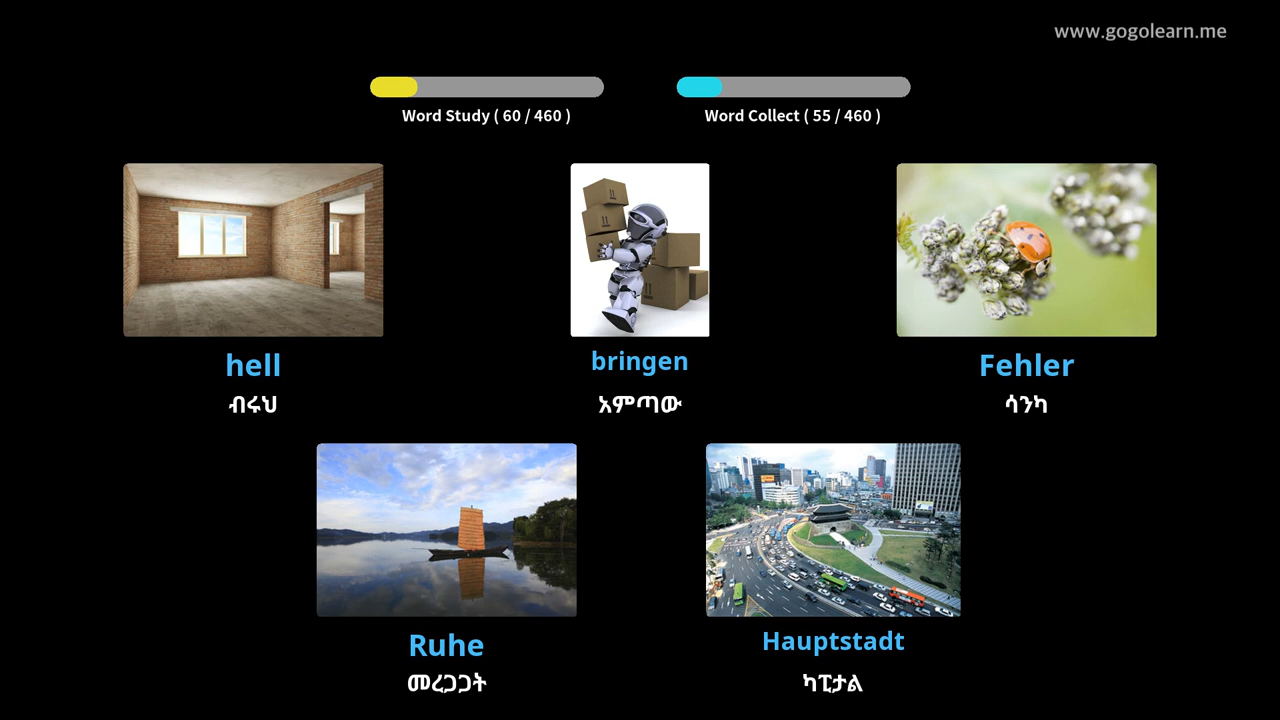 www.gogolearn.me
Word Study ( 60 / 460 )
Word Collect ( 55 / 460 )
hell
ብሩህ
bringen
አምጣው
Fehler
ሳንካ
Ruhe
መረጋጋት
Hauptstadt
ካፒታል